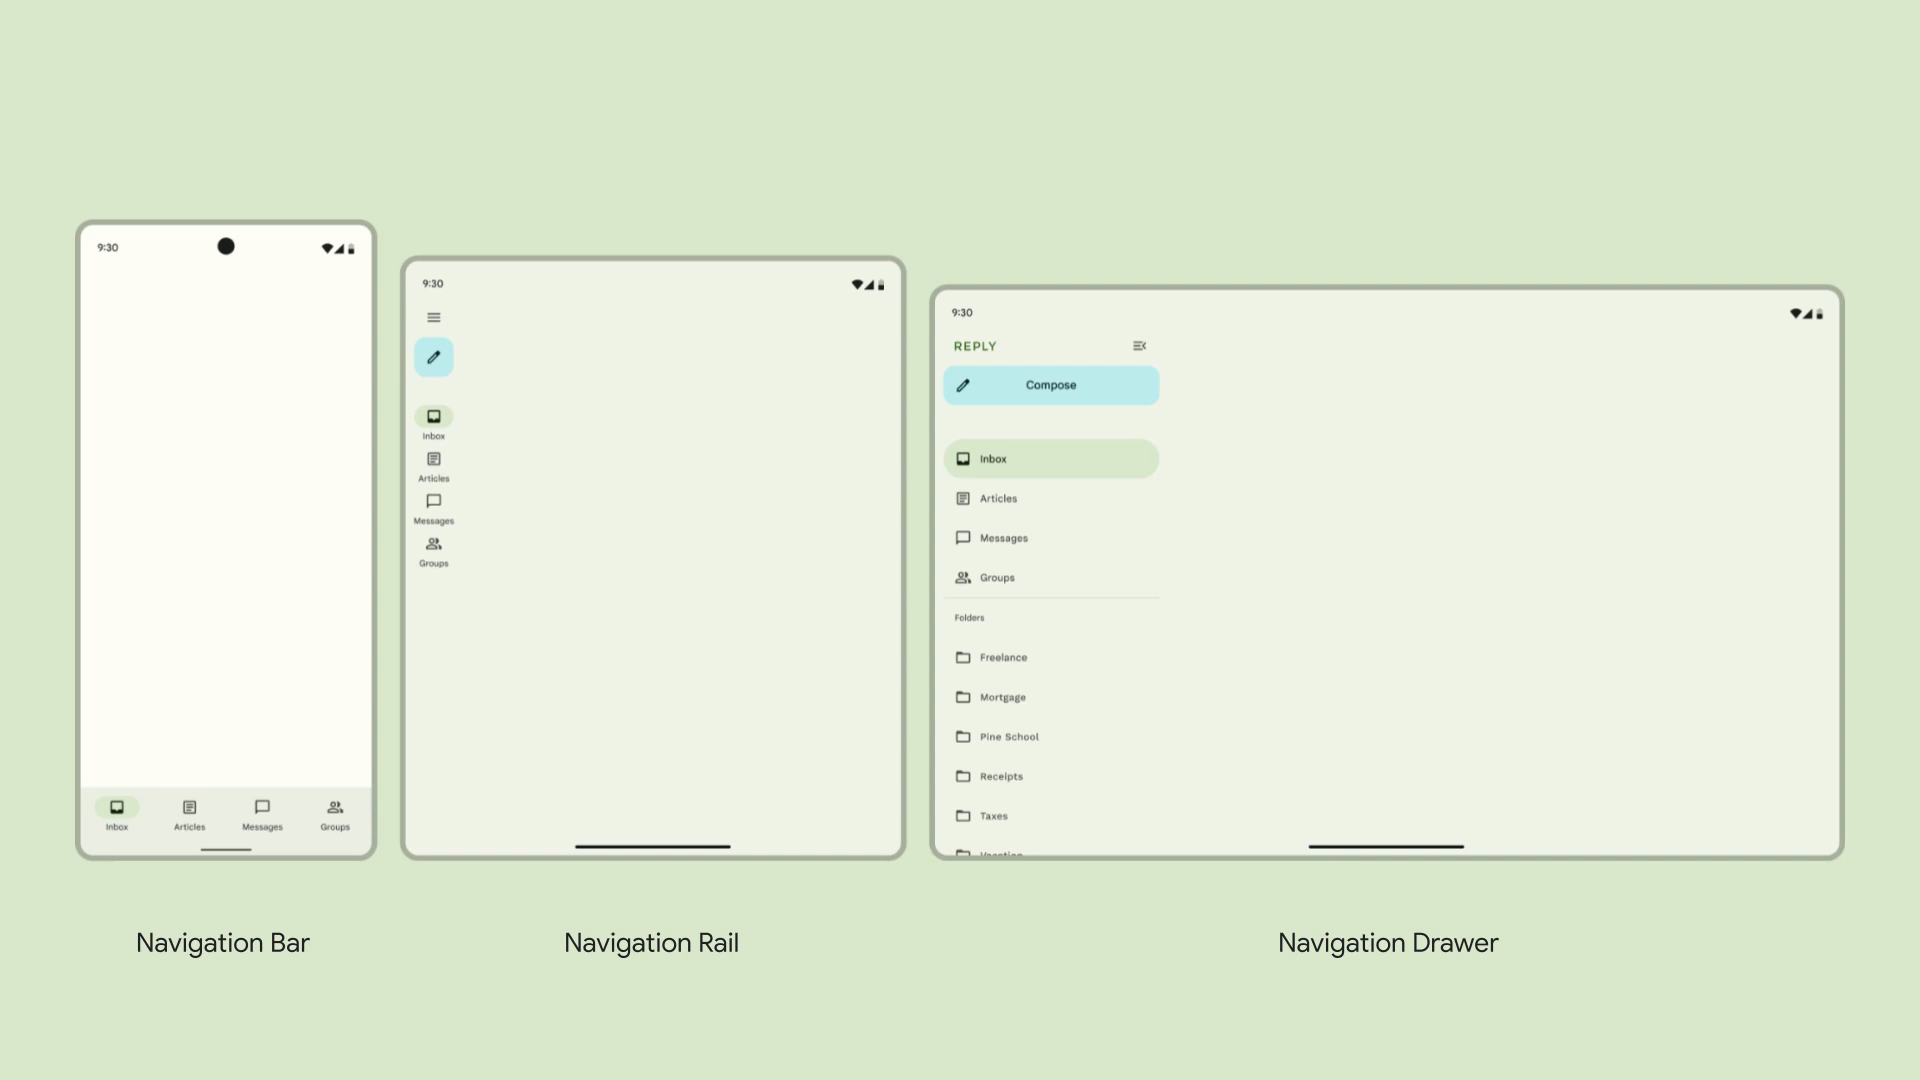 9:30
Inbox
Articles
Messages
Groups
Navigation Bar
9:30
Inbox
Articles
Messages
Groups
Navigation Rail
9:30
REPLY
Compose
Inbox
Articles
Messages
Groups
Folders
Freelance
Mortgage
Pine School
Receipts
Taxes
Navigation Drawer